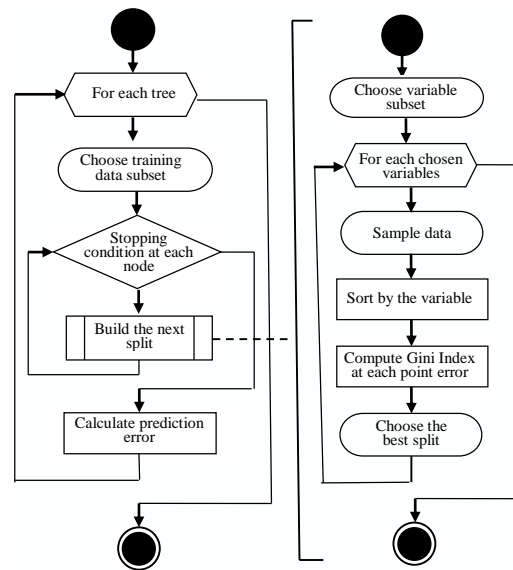 For each tree
Choose training
data subset
Stopping
condition at each
node
Build the next
split
Calculate prediction
error
Choose variable
subset
For each chosen
variables
Sample data
Sort by the variable
Compute Gini Index
at each point error
Choose the
best split